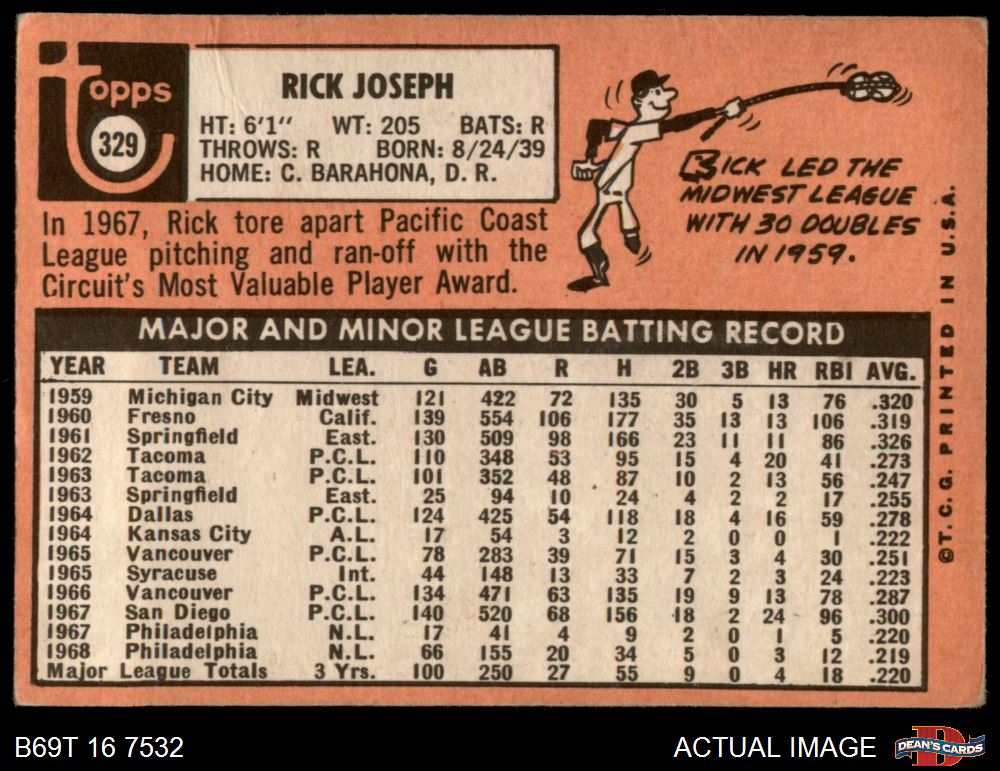 topps
329
RICK JOSEPH
HT: 6'1" WT: 205 BATS: R
THROWS: R BORN: 8/24/39
HOME: C. BARAHONA, D. R.
In 1967, Rick tore apart Pacific Coast
League pitching and ran-off with the
Circuit's Most Valuable Player Award.
RICK LED THE
MIDWEST LEAGUE
WITH 30 DOUBLES
IN 1959.
MAJOR AND MINOR LEAGUE BATTING RECORD
YEAR TEAM LEA. G AB R H 2B 3B HR RBI AVG.
1959 Michigan City Midwest 121 422 72 135 30 5 13 76 .320
1960 Fresno Calif. 139 554 106 177 35 13 13 106 .319
1961 Springfield East. 130 509 98 166 23 11 11 86 .326
1962 Tacoma P.C.L. 110 348 53 95 15 4 20 41 .273
1963 Tacoma P.C.L. 101 352 48 87 10 2 13 56 .247
1963 Springfield East. 25 94 10 24 4 2 2 17 .255
1964 Dallas P.C.L. 124 425 54 118 18 4 16 59 .278
1964 Kansas City A.L. 17 54 3 12 2 0 0 1 .222
1965 Vancouver P.C.L. 78 283 39 71 15 3 4 30 .251
1965 Syracuse Int. 44 148 13 33 7 2 3 24 .223
1966 Vancouver P.C.L. 134 471 63 135 19 9 13 78 .287
1967 San Diego P.C.L. 140 520 68 156 18 2 24 96 .300
1967 Philadelphia N.L. 17 41 4 9 2 0 1 5 .220
1968 Philadelphia N.L. 66 155 20 34 5 0 3 12 .219
Major League Totals 3 Yrs. 100 250 27 55 9 0 4 18 .220
©T. C. G. PRINTED IN U.S.A.
B69T 16 7532
ACTUAL IMAGE
DEAN'S CARDS